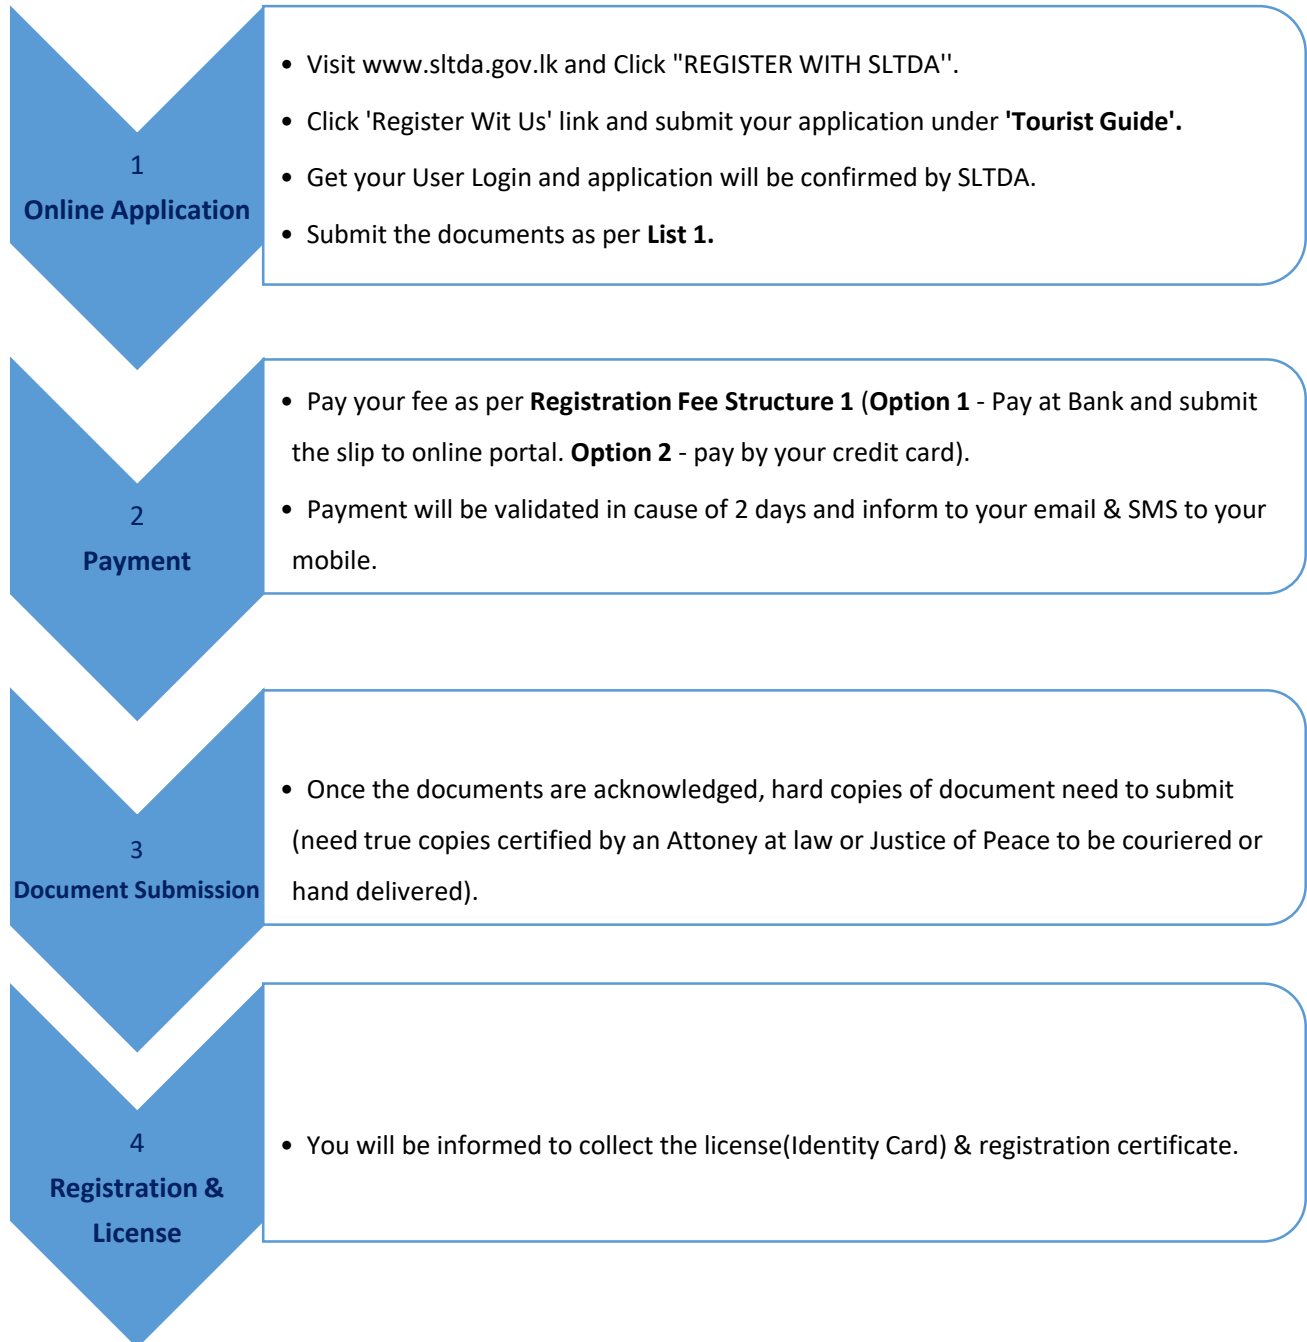 1
Online Application
• Visit www.sltda.gov.lk and Click "REGISTER WITH SLTDA''.
• Click 'Register Wit Us' link and submit your application under 'Tourist Guide'.
• Get your User Login and application will be confirmed by SLTDA.
• Submit the documents as per List 1.
2
Payment
• Pay your fee as per Registration Fee Structure 1 (Option 1 - Pay at Bank and submit
the slip to online portal. Option 2 - pay by your credit card).
• Payment will be validated in cause of 2 days and inform to your email & SMS to your
mobile.
3
Document Submission
• Once the documents are acknowledged, hard copies of document need to submit
(need true copies certified by an Attoney at law or Justice of Peace to be couriered or
hand delivered).
4
Registration &
License
• You will be informed to collect the license(Identity Card) & registration certificate.